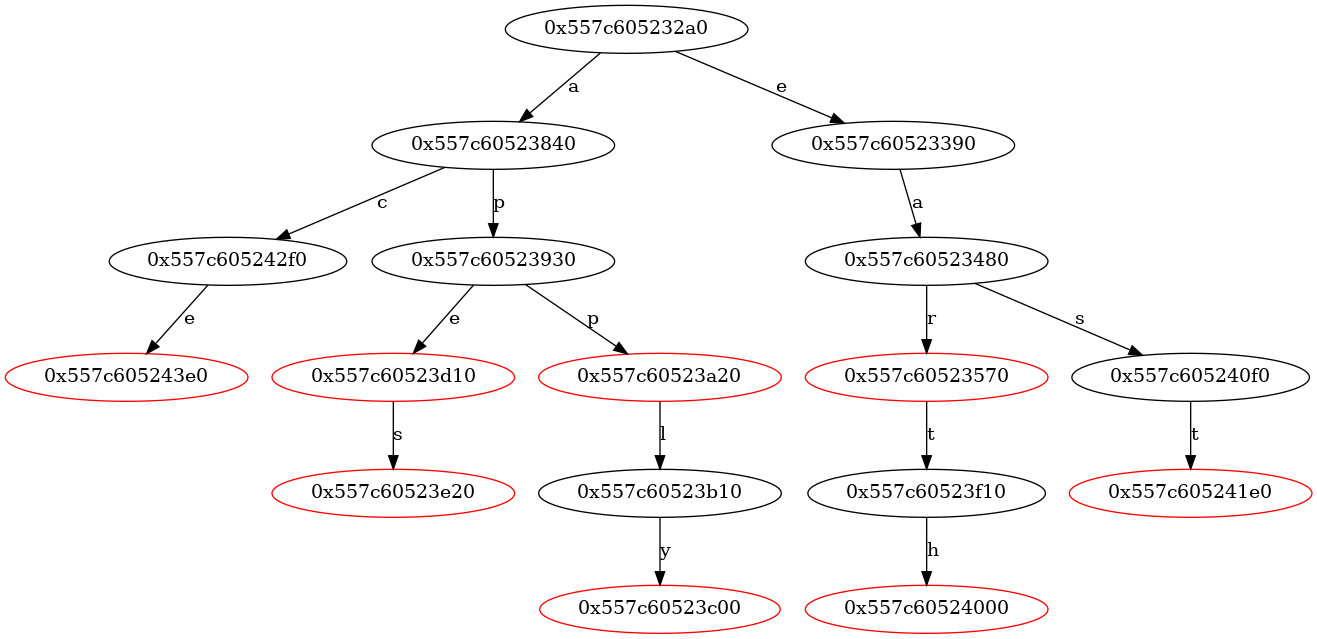 0x557c605232a0
a e
0x557c60523840 0x557c60523390
c p a
0x557c605242f0 0x557c60523930 0x557c60523480
e e p r s
0x557c605243e0 0x557c60523d10 0x557c60523a20 0x557c60523570 0x557c605240f0
s l t t
0x557c60523e20 0x557c60523b10 0x557c60523f10 0x557c605241e0
y h
0x557c60523c00 0x557c60524000